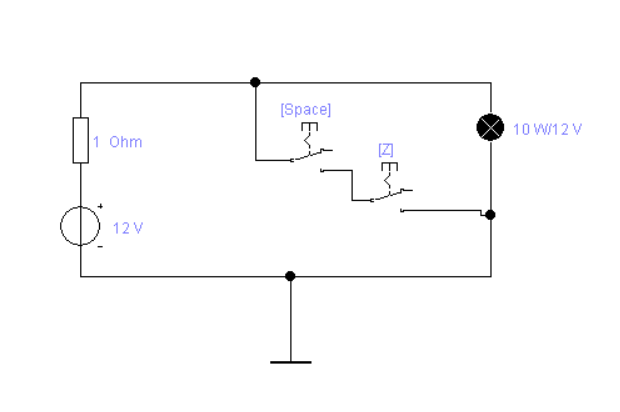 [Space]
10 W/12 V
1 Ohm
[Z]
+
12 V
-